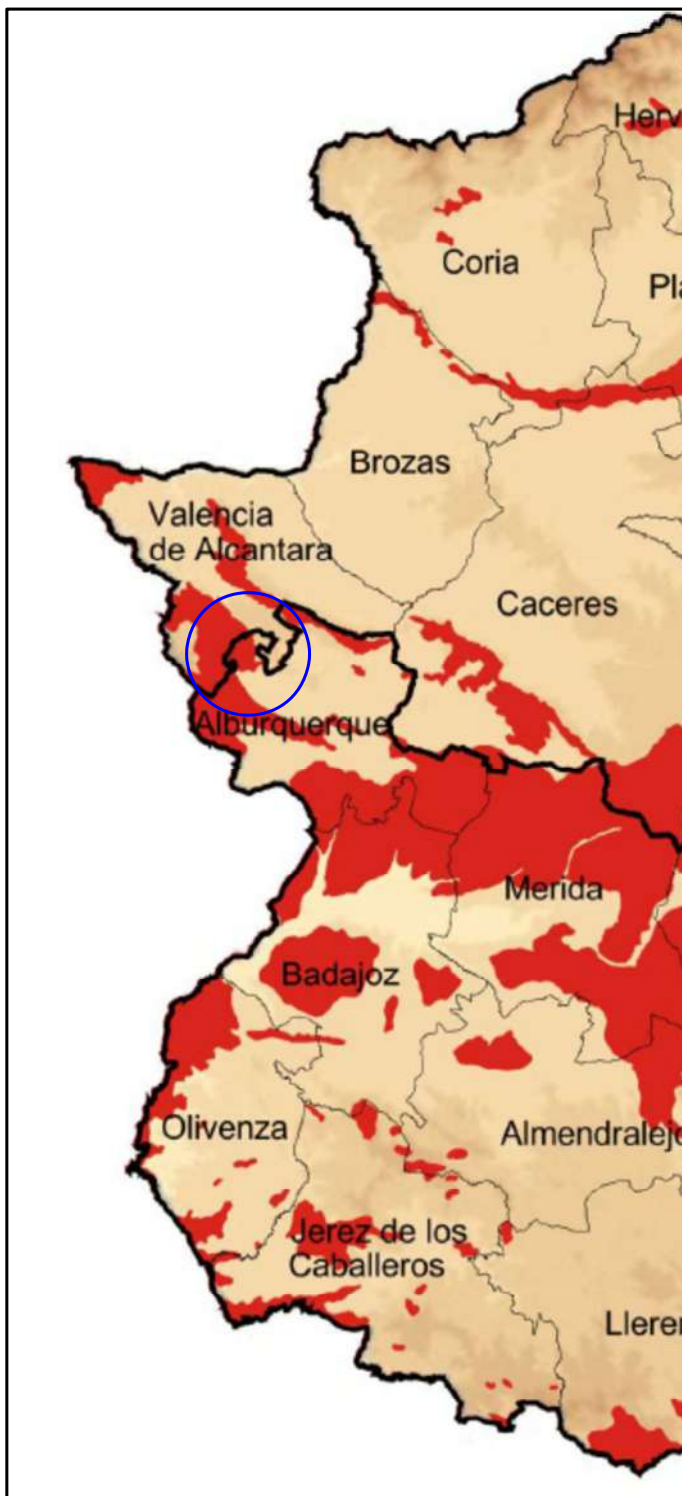 Herv
Coria
Pla
Brozas
Valencia
de Alcantara
Caceres
Alburquerque
Merida
Badajoz
Olivenza
Almendralejo
Jerez de los
Caballeros
Lleren